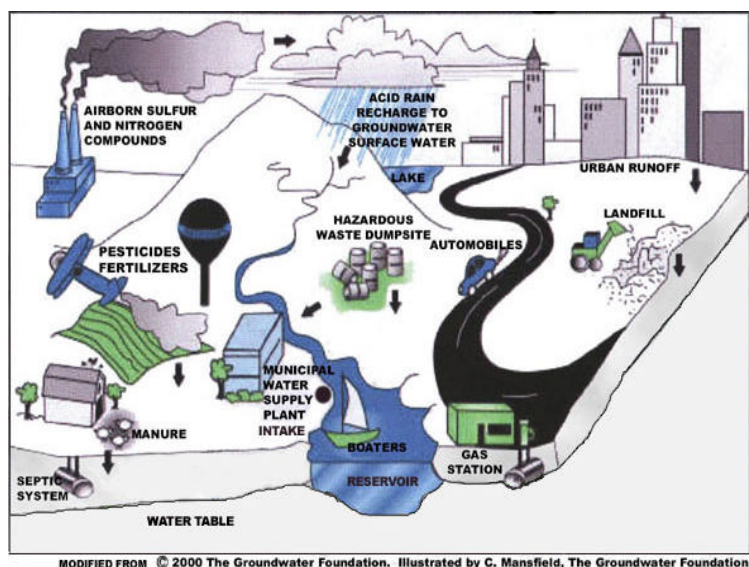 AIRBORN SULFUR
AND NITROGEN
COMPOUNDS
ACID RAIN
RECHARGE TO
GROUNDWATER
SURFACE WATER
LAKE
URBAN RUNOFF
PESTICIDES
FERTILIZERS
HAZARDOUS
WASTE DUMPSITE
AUTOMOBILES
LANDFILL
MUNICIPAL
WATER
SUPPLY
PLANT
INTAKE
MANURE
BOATERS
GAS
STATION
SEPTIC
SYSTEM
RESERVOIR
WATER TABLE
MODIFIED FROM © 2000 The Groundwater Foundation. Illustrated by C. Mansfield, The Groundwater Foundation